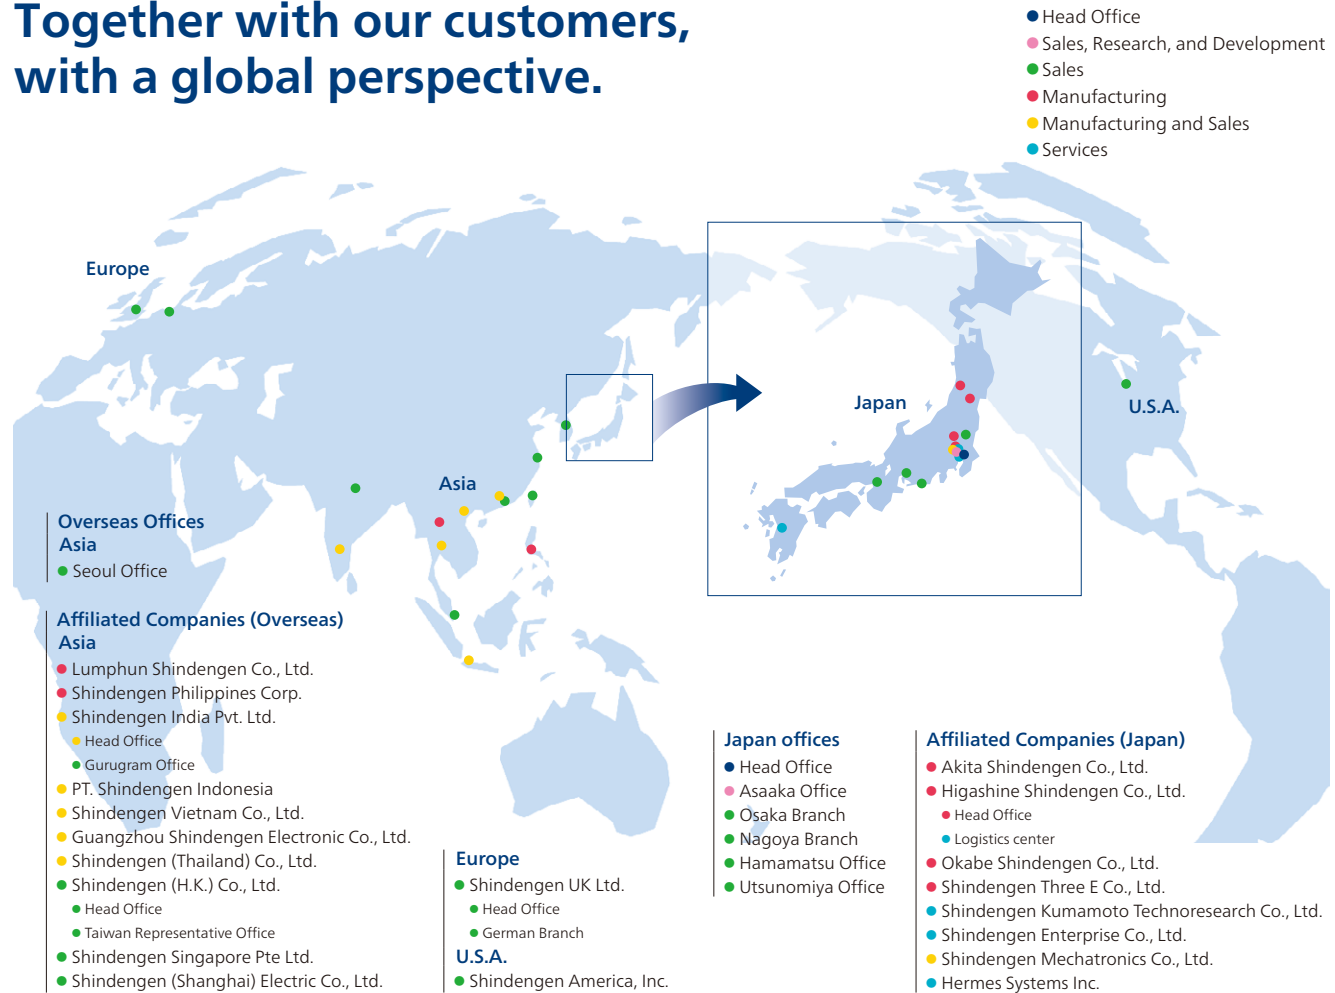 Together with our customers,
with a global perspective.
Head Office
Sales, Research, and Development
Sales
Manufacturing
Manufacturing and Sales
Services
Europe
Asia
Japan
U.S.A.
Overseas Offices
Asia
Seoul Office
Affiliated Companies (Overseas)
Asia
Lumphun Shindengen Co., Ltd.
Shindengen Philippines Corp.
Shindengen India Pvt. Ltd.
Head Office
Gurugram Office
PT. Shindengen Indonesia
Shindengen Vietnam Co., Ltd.
Guangzhou Shindengen Electronic Co., Ltd.
Shindengen (Thailand) Co., Ltd.
Shindengen (H.K.) Co., Ltd.
Head Office
Taiwan Representative Office
Shindengen Singapore Pte Ltd.
Shindengen (Shanghai) Electric Co., Ltd.
Europe
Shindengen UK Ltd.
Head Office
German Branch
U.S.A.
Shindengen America, Inc.
Japan offices
Head Office
Asaaka Office
Osaka Branch
Nagoya Branch
Hamamatsu Office
Utsunomiya Office
Affiliated Companies (Japan)
Akita Shindengen Co., Ltd.
Higashine Shindengen Co., Ltd.
Head Office
Logistics center
Okabe Shindengen Co., Ltd.
Shindengen Three E Co., Ltd.
Shindengen Kumamoto Technoresearch Co., Ltd.
Shindengen Enterprise Co., Ltd.
Shindengen Mechatronics Co., Ltd.
Hermes Systems Inc.